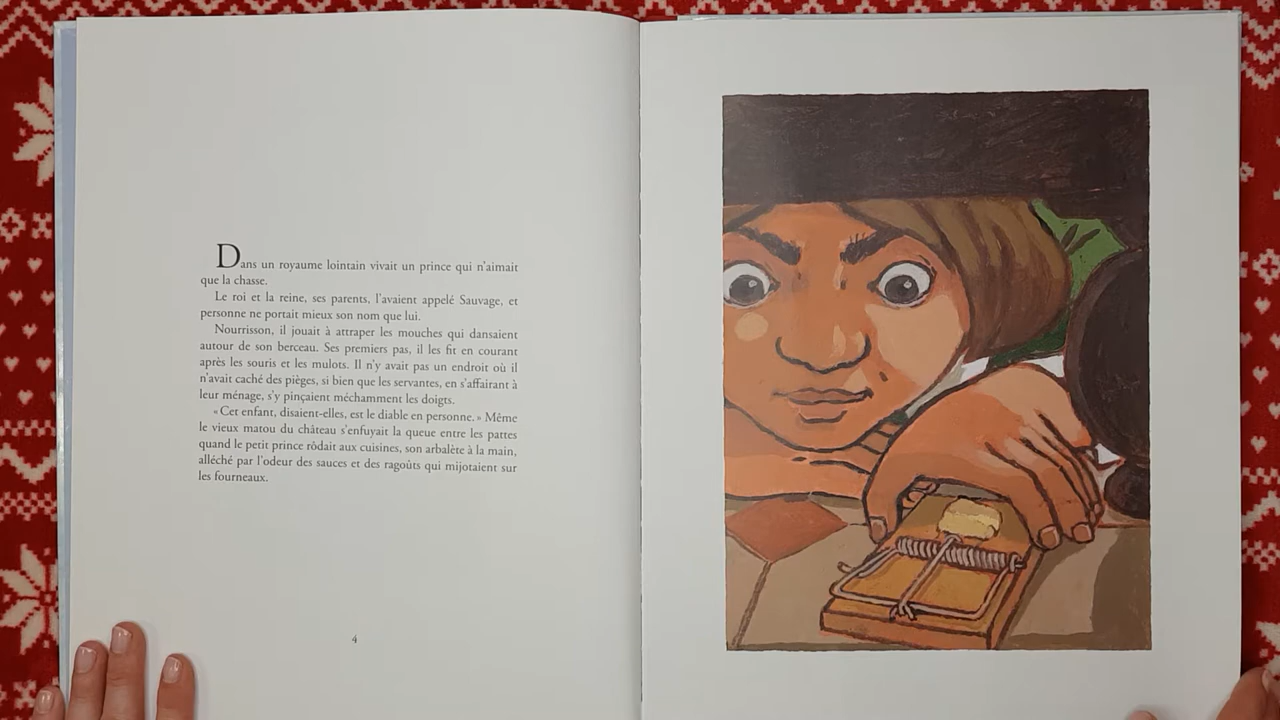 Dans un royaume lointain vivait un prince qui n'aimait
que la chasse.
Le roi et la reine, ses parents, l'avaient appelé Sauvage, et
personne ne portait mieux son nom que lui.
Nourrisson, il jouait à attraper les mouches qui dansaient
autour de son berceau. Ses premiers pas, il les fit en courant
après les souris et les mulots. Il n'y avait pas un endroit où il
n'avait caché des pièges, si bien que les servantes, en s'affairant à
leur ménage, s'y pinçaient méchamment les doigts.
« Cet enfant, disaient-elles, est le diable en personne. » Même
le vieux matou du château s'enfuyait la queue entre les pattes
quand le petit prince rôdait aux cuisines, son arbalète à la main,
alléché par l'odeur des sauces et des ragoûts qui mijotaient sur
les fourneaux.
4